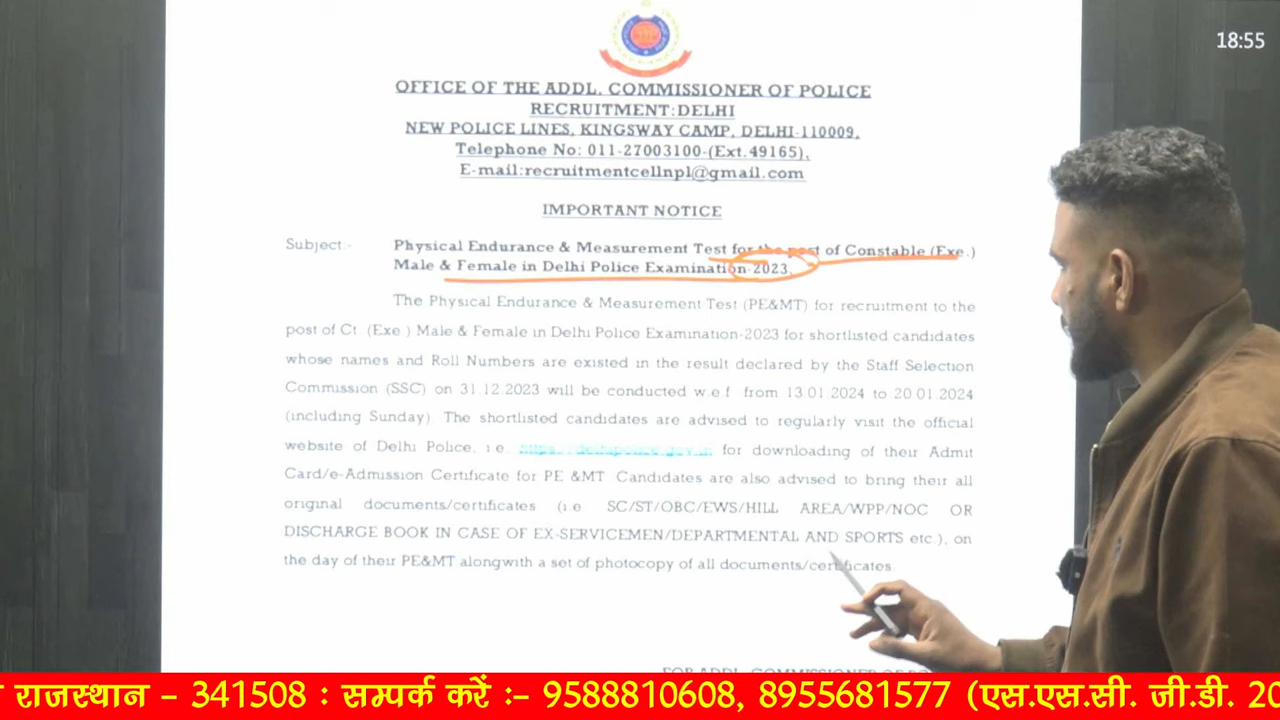 18:55
OFFICE OF THE ADDL. COMMISSIONER OF POLICE
RECRUITMENT:DELHI
NEW POLICE LINES, KINGSWAY CAMP, DELHI-110009,
Telephone No: 011-27003100-(Ext.49165),
E-mail:recruitmentcellnpl@gmail.com
IMPORTANT NOTICE
Subject:- Physical Endurance & Measurement Test for the post of Constable (Exe.)
Male & Female in Delhi Police Examination-2023.
The Physical Endurance & Measurement Test (PE&MT) for recruitment to the
post of Ct. (Exe.) Male & Female in Delhi Police Examination-2023 for shortlisted candidates
whose names and Roll Numbers are existed in the result declared by the Staff Selection
Commission (SSC) on 31.12.2023 will be conducted w.e.f. from 13.01.2024 to 20.01.2024
(including Sunday). The shortlisted candidates are advised to regularly visit the official
website of Delhi Police, i.e. https://delhipolice.gov.in for downloading of their Admit
Card/e-Admission Certificate for PE &MT. Candidates are also advised to bring their all
original documents/certificates (i.e. SC/ST/OBC/EWS/HILL AREA/WPP/NOC OR
DISCHARGE BOOK IN CASE OF EX-SERVICEMEN/DEPARTMENTAL AND SPORTS etc.), on
the day of their PE&MT alongwith a set of photocopy of all documents/certificates.
FOR ADDL. COMMISSIONER OF
राजस्थान - 341508 : सम्पर्क करें :- 9588810608, 8955681577 (एस.एस.सी. जी.डी. 20